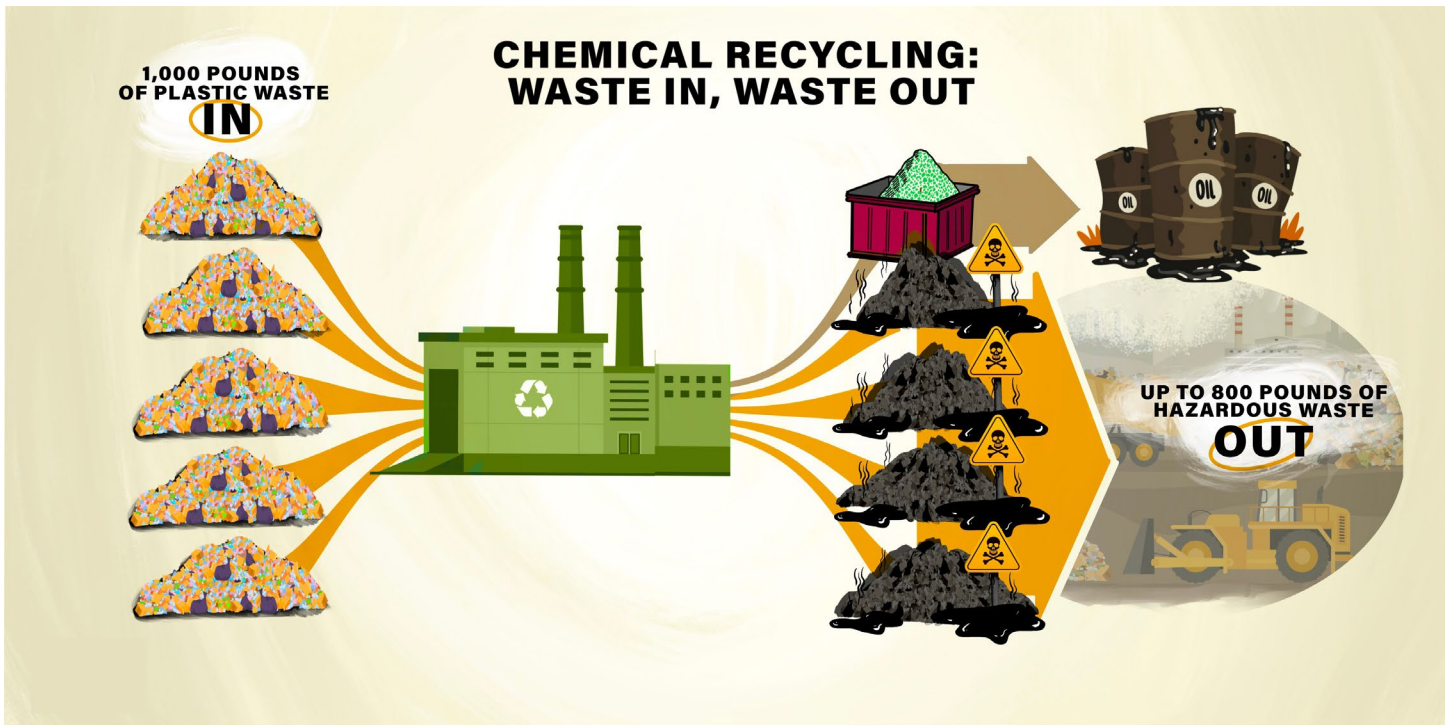 CHEMICAL RECYCLING:
WASTE IN, WASTE OUT
1,000 POUNDS
OF PLASTIC WASTE
IN
OIL
OIL
OIL
UP TO 800 POUNDS OF
HAZARDOUS WASTE
OUT